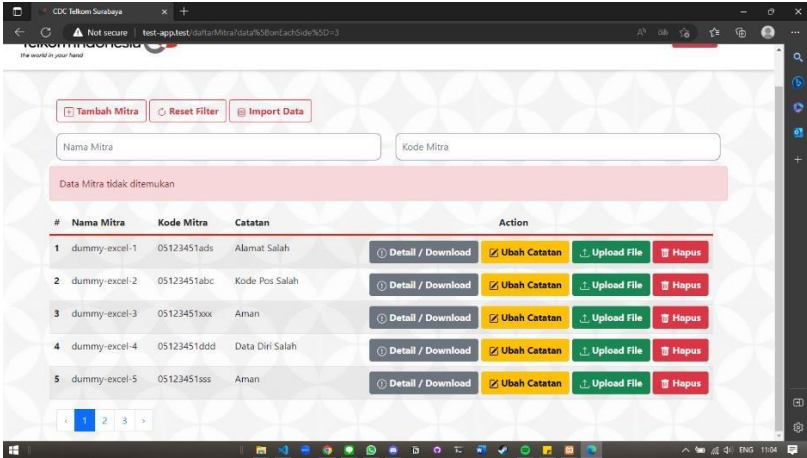 CDC Telkom Surabaya
Not secure | test-app.test/daftarMitra?data%5BonEachSide%5D=3
the world in your hand
Tambah Mitra Reset Filter Import Data
Nama Mitra Kode Mitra
Data Mitra tidak ditemukan
# Nama Mitra Kode Mitra Catatan Action
1 dummy-excel-1 05123451ads Alamat Salah Detail / Download Ubah Catatan Upload File Hapus
2 dummy-excel-2 05123451abc Kode Pos Salah Detail / Download Ubah Catatan Upload File Hapus
3 dummy-excel-3 05123451xxx Aman Detail / Download Ubah Catatan Upload File Hapus
4 dummy-excel-4 05123451ddd Data Diri Salah Detail / Download Ubah Catatan Upload File Hapus
5 dummy-excel-5 05123451sss Aman Detail / Download Ubah Catatan Upload File Hapus
‹ 1 2 3 ›
ENG 11:04